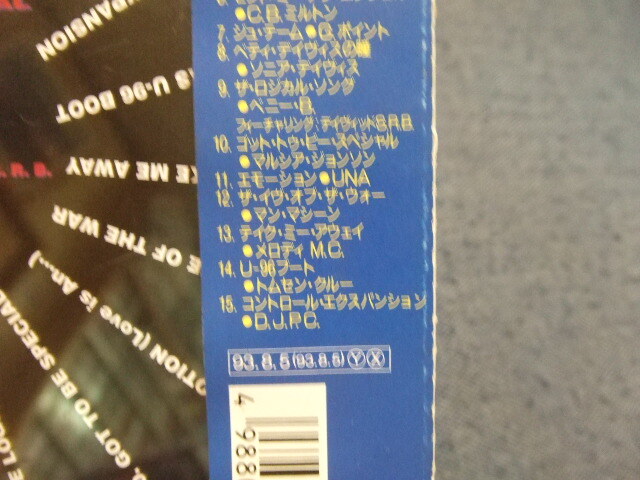 ●C.B.ミルトン
7. ジュ・テーム●D.ポイント
8. ベティ・デイヴィスの瞳
●ソニア・デイヴィス
9. ザ・ロジカル・ソング
●ベニー・B.
フィーチャリング:デイヴィッドS.R.B.
10. ゴット・トゥ・ビー・スペシャル
●マルシア・ジョンソン
11. エモーション●UNA
12. ザ・イヴ・オブ・ザ・ウォー
●マン・マシーン
13. テイク・ミー・アウェイ
●メロディ M.C.
14. U-96ブート
●トムセン・クルー
15. コントロール・エクスパンション
●D.J.P.C.
93.8.5(93.8.5)ⓎⓍ
4 988
EXPANSION
U-96 BOOT
ME AWAY
E OF THE WAR
OTION (Love is An...)
GOT TO BE SPECIAL